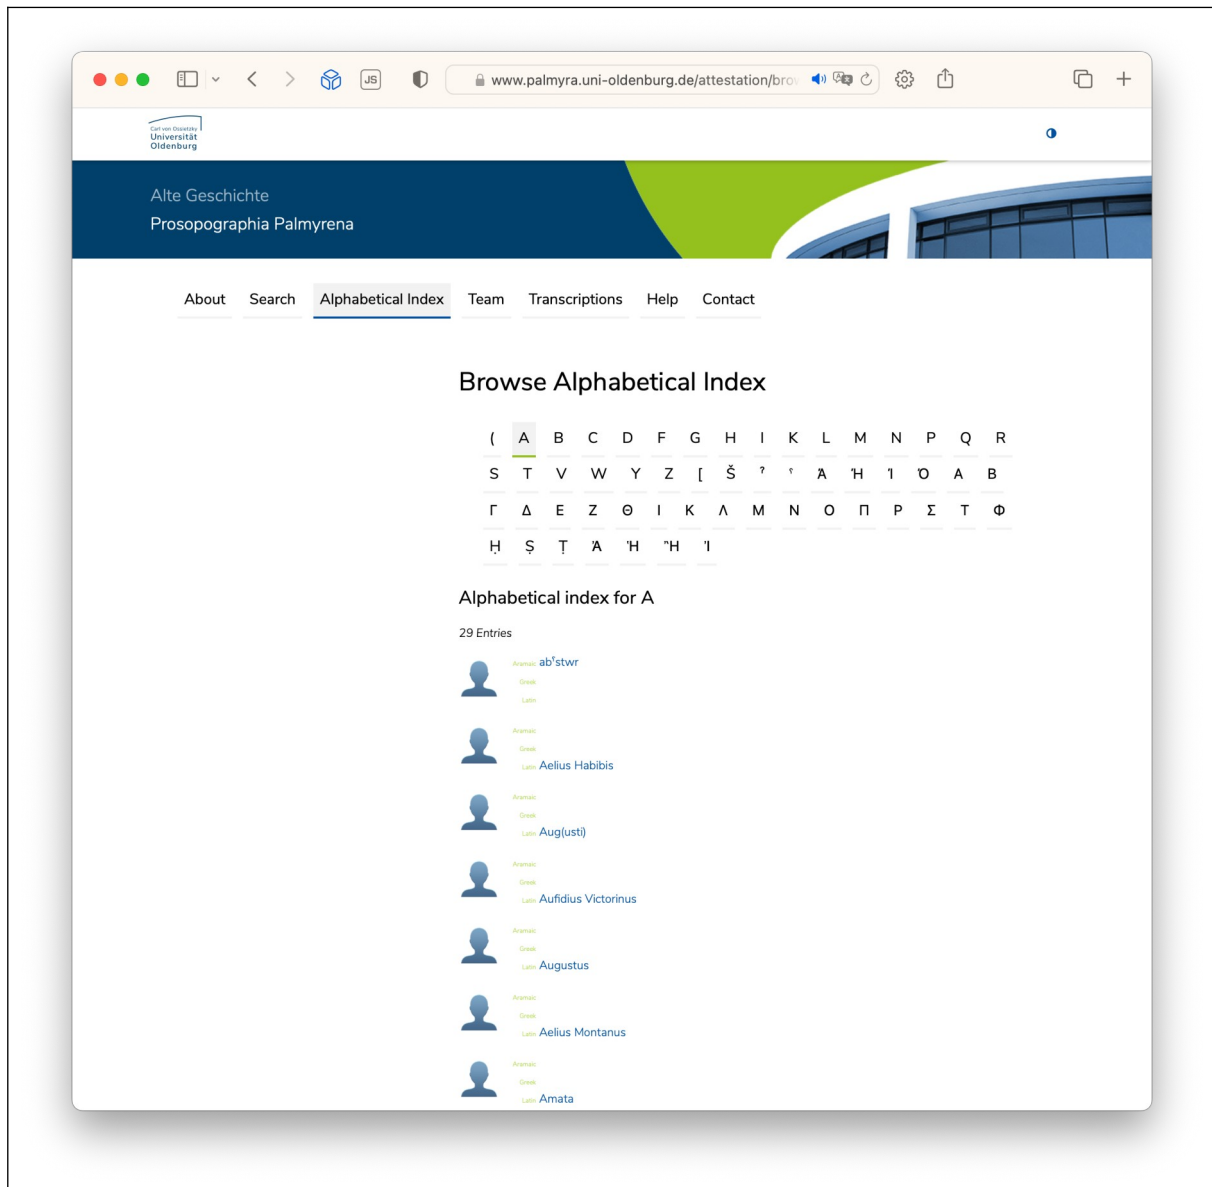 JS
www.palmyra.uni-oldenburg.de/attestation/brow
Carl von Ossietzky
Universität
Oldenburg
Alte Geschichte
Prosopographia Palmyrena
About Search Alphabetical Index Team Transcriptions Help Contact
Browse Alphabetical Index
( A B C D F G H I K L M N P Q R
S T V W Y Z [ Š ʾ ʿ Ἀ Ἡ Ἰ Ὀ Α Β
Γ Δ Ε Ζ Θ Ι Κ Λ Μ Ν Ο Π Ρ Σ Τ Φ
Ḥ Ṣ Ṭ Ἁ Ἡ Ἢ Ἰ
Alphabetical index for A
29 Entries
Aramaic abʿstwr
Greek
Latin
Aramaic
Greek
Latin Aelius Habibis
Aramaic
Greek
Latin Aug(usti)
Aramaic
Greek
Latin Aufidius Victorinus
Aramaic
Greek
Latin Augustus
Aramaic
Greek
Latin Aelius Montanus
Aramaic
Greek
Latin Amata